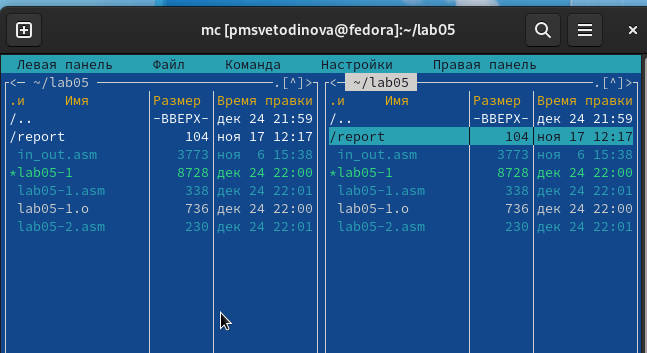 mc [pmsvetodinova@fedora]:~/lab05
Левая панель Файл Команда Настройки Правая панель
<─ ~/lab05 .[^]> <─ ~/lab05 .[^]>
.и Имя Размер Время правки .и Имя Размер Время правки
/.. -ВВЕРХ- дек 24 21:59 /.. -ВВЕРХ- дек 24 21:59
/report 104 ноя 17 12:17 /report 104 ноя 17 12:17
in_out.asm 3773 ноя 6 15:38 in_out.asm 3773 ноя 6 15:38
*lab05-1 8728 дек 24 22:00 *lab05-1 8728 дек 24 22:00
lab05-1.asm 338 дек 24 22:01 lab05-1.asm 338 дек 24 22:01
lab05-1.o 736 дек 24 22:00 lab05-1.o 736 дек 24 22:00
lab05-2.asm 230 дек 24 22:01 lab05-2.asm 230 дек 24 22:01